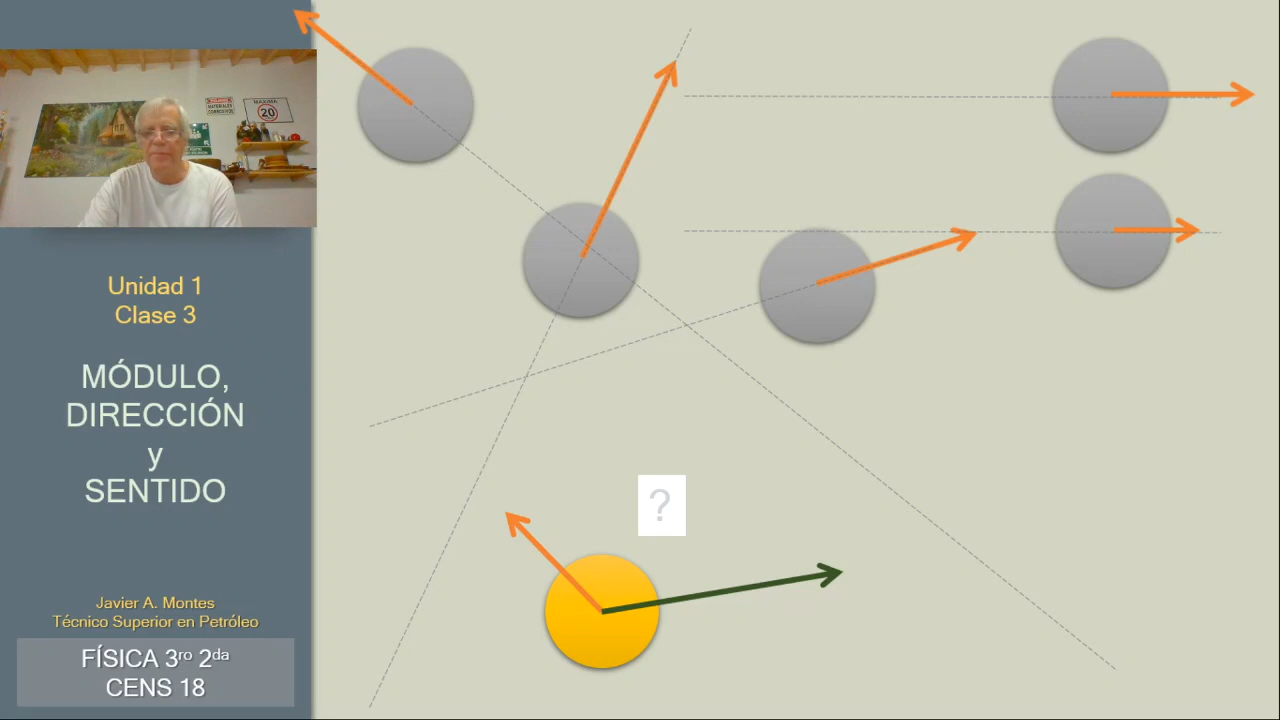 MAXIMA
20
Unidad 1
Clase 3
MÓDULO,
DIRECCIÓN
y
SENTIDO
?
Javier A. Montes
Técnico Superior en Petróleo
FÍSICA 3ro 2da
CENS 18